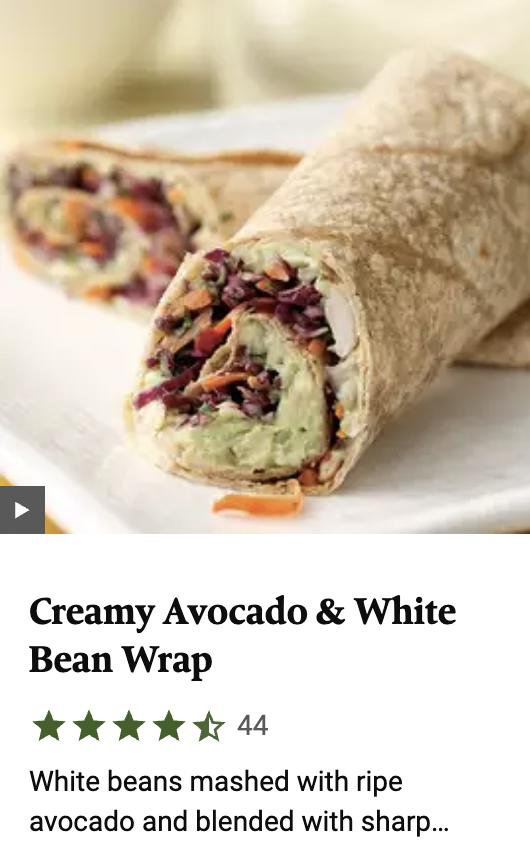 Creamy Avocado & White
Bean Wrap
44
White beans mashed with ripe
avocado and blended with sharp...